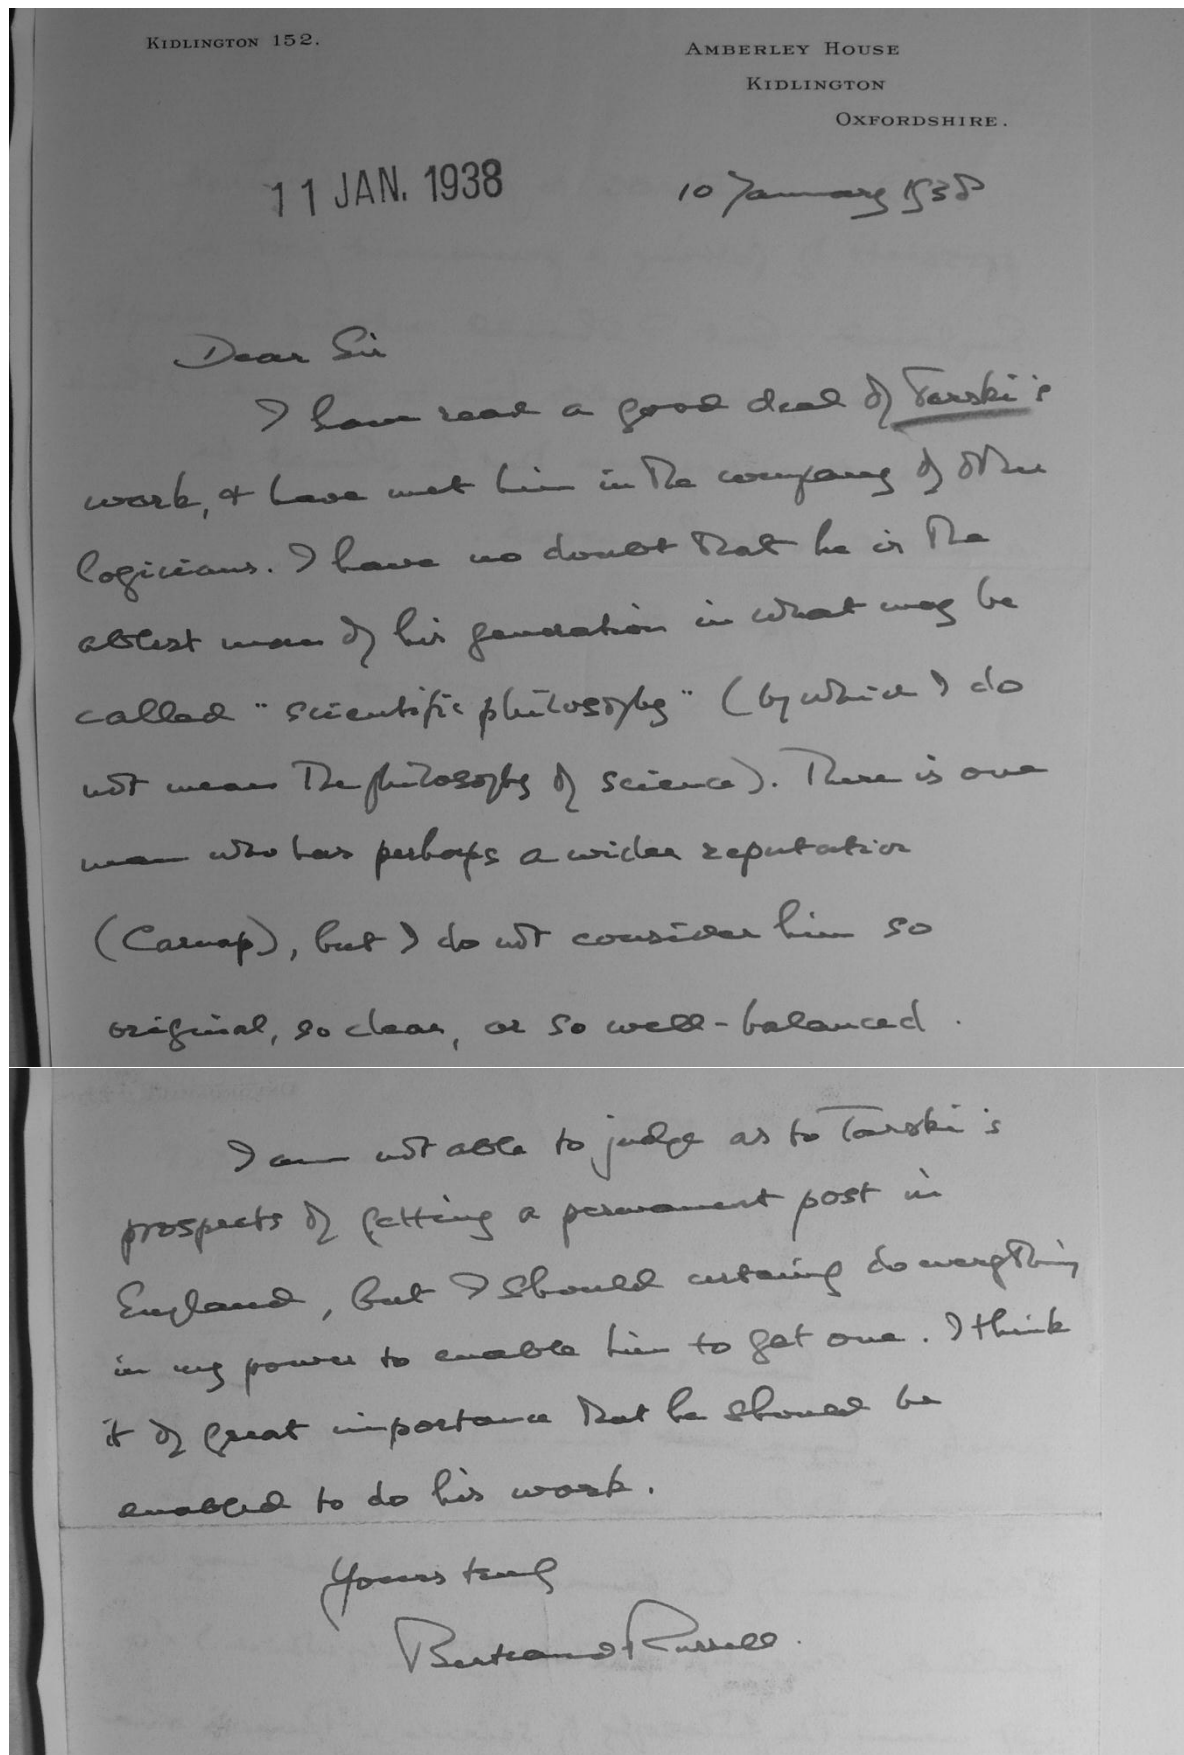 KIDLINGTON 152.
AMBERLEY HOUSE
KIDLINGTON
OXFORDSHIRE.
11 JAN. 1938
10 January 1938
Dear Sir
I have read a good deal of Tarski's
work, & have met him in the company of other
logicians. I have no doubt that he is the
ablest man of his generation in what may be
called "scientific philosophy" (by which I do
not mean the philosophy of science). There is one
man who has perhaps a wider reputation
(Carnap), but I do not consider him so
original, so clear, or so well-balanced.
I am not able to judge as to Tarski's
prospects of getting a permanent post in
England, but I should certainly do everything
in my power to enable him to get one. I think
it of great importance that he should be
enabled to do his work.
Yours truly
Bertrand Russell.